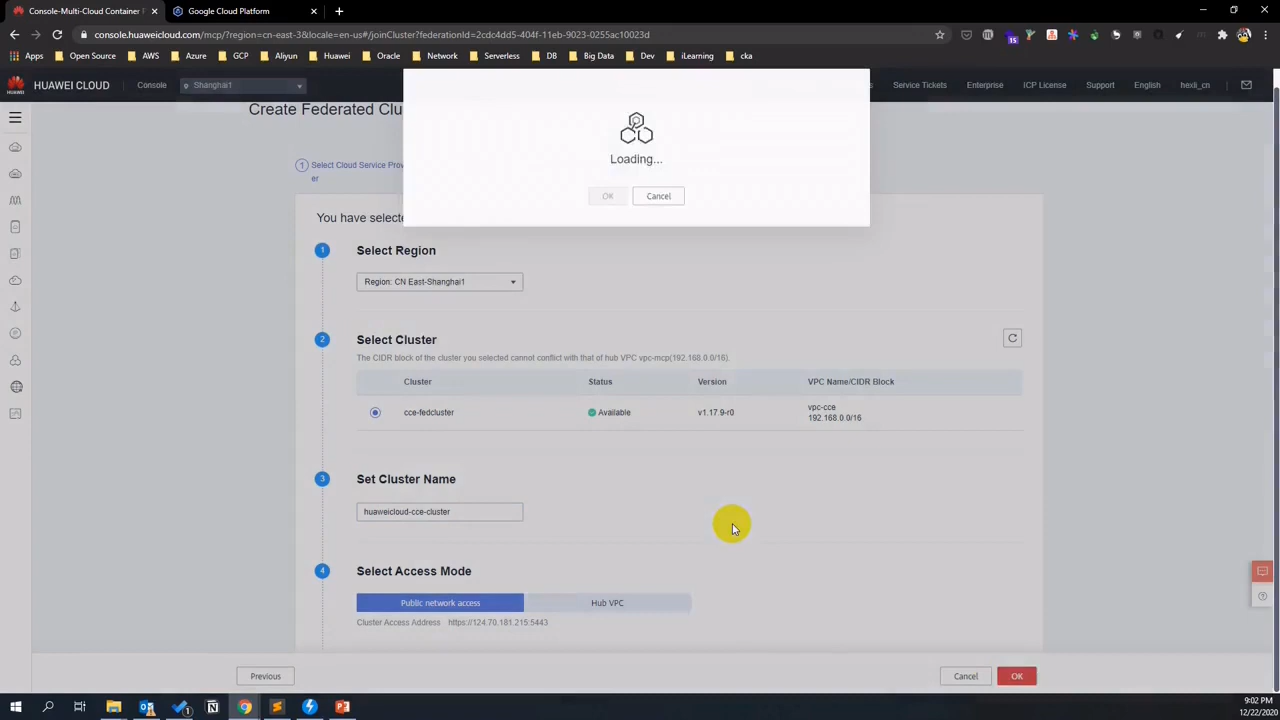 Console-Multi-Cloud Container
Google Cloud Platform
console.huaweicloud.com/mcp/?region=cn-east-3&locale=en-us#/joinCluster?federationId=2cdc4dd5-404f-11eb-9023-0255ac10023d
15
Apps
Open Source
AWS
Azure
GCP
Aliyun
Huawei
Oracle
Network
Serverless
DB
Big Data
Dev
iLearning
cka
HUAWEI CLOUD
Console
Shanghai1
Service Tickets
Enterprise
ICP License
Support
English
hexli_cn
Create Federated Clu
Loading...
OK
Cancel
1
Select Cloud Service Prov
er
You have selecte
1
Select Region
Region: CN East-Shanghai1
2
Select Cluster
The CIDR block of the cluster you selected cannot conflict with that of hub VPC vpc-mcp(192.168.0.0/16).
Cluster
Status
Version
VPC Name/CIDR Block
cce-fedcluster
Available
v1.17.9-r0
vpc-cce
192.168.0.0/16
3
Set Cluster Name
huaweicloud-cce-cluster
4
Select Access Mode
Public network access
Hub VPC
Cluster Access Address
https://124.70.181.215:5443
Previous
Cancel
OK
9:02 PM
12/22/2020